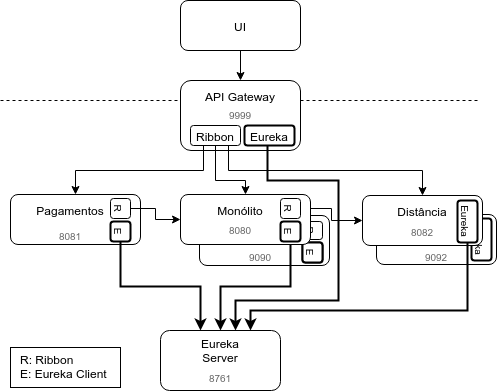 UI
API Gateway
9999
Ribbon
Eureka
Pagamentos
R
E
8081
Monólito
R
E
8080
E
9090
Distância
Eureka
8082
9092
Eureka
Server
8761
R: Ribbon
E: Eureka Client